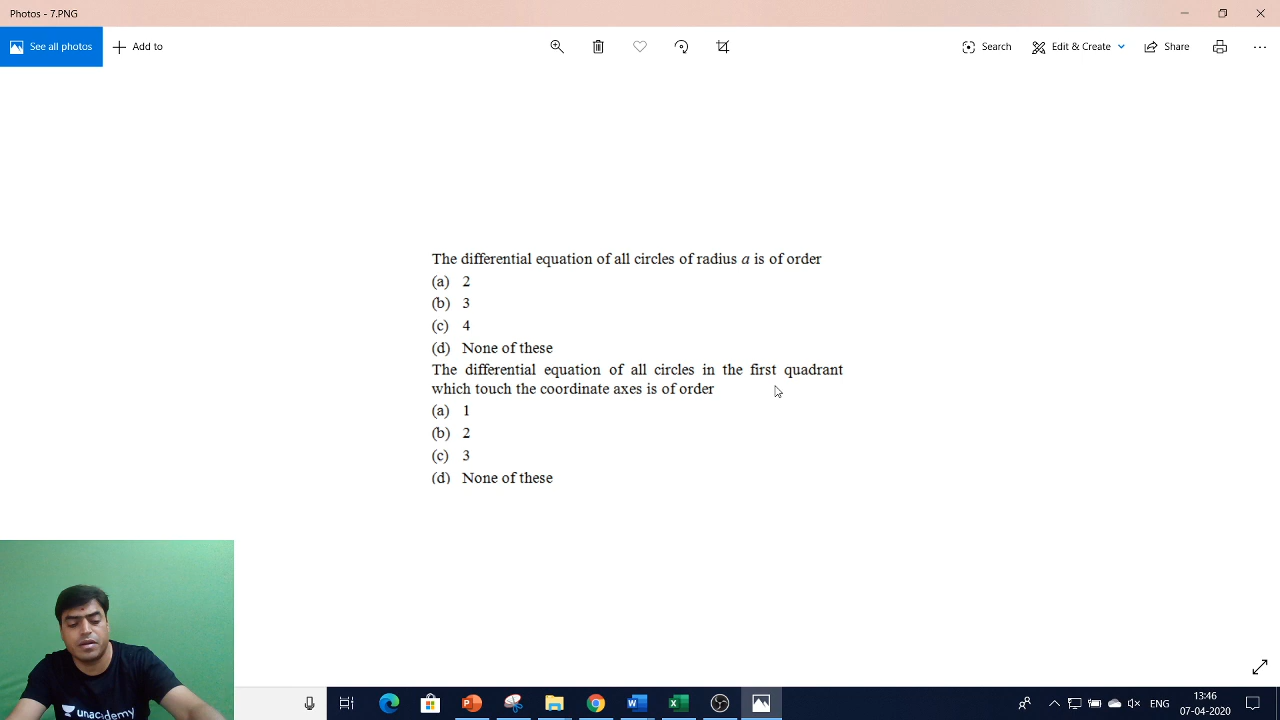 Photos - 7.PNG
See all photos
Add to
Search
Edit & Create
Share
The differential equation of all circles of radius a is of order
(a) 2
(b) 3
(c) 4
(d) None of these
The differential equation of all circles in the first quadrant
which touch the coordinate axes is of order
(a) 1
(b) 2
(c) 3
(d) None of these
unacademy
ENG
13:46
07-04-2020